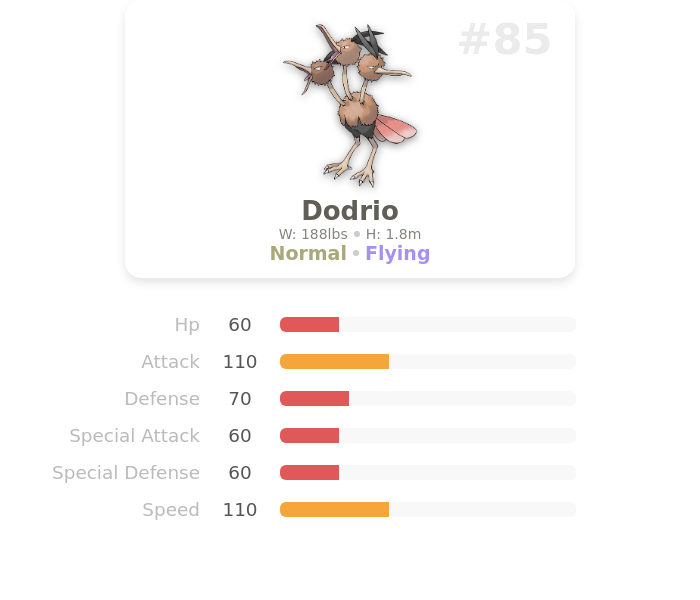 #85
Dodrio
W: 188lbs • H: 1.8m
Normal • Flying
Hp 60
Attack 110
Defense 70
Special Attack 60
Special Defense 60
Speed 110